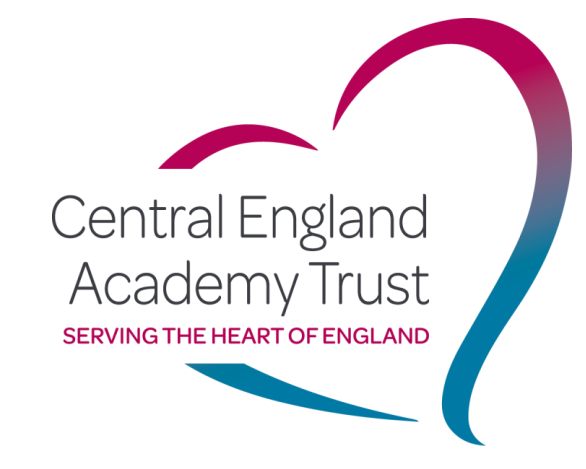 Central England
Academy Trust
SERVING THE HEART OF ENGLAND